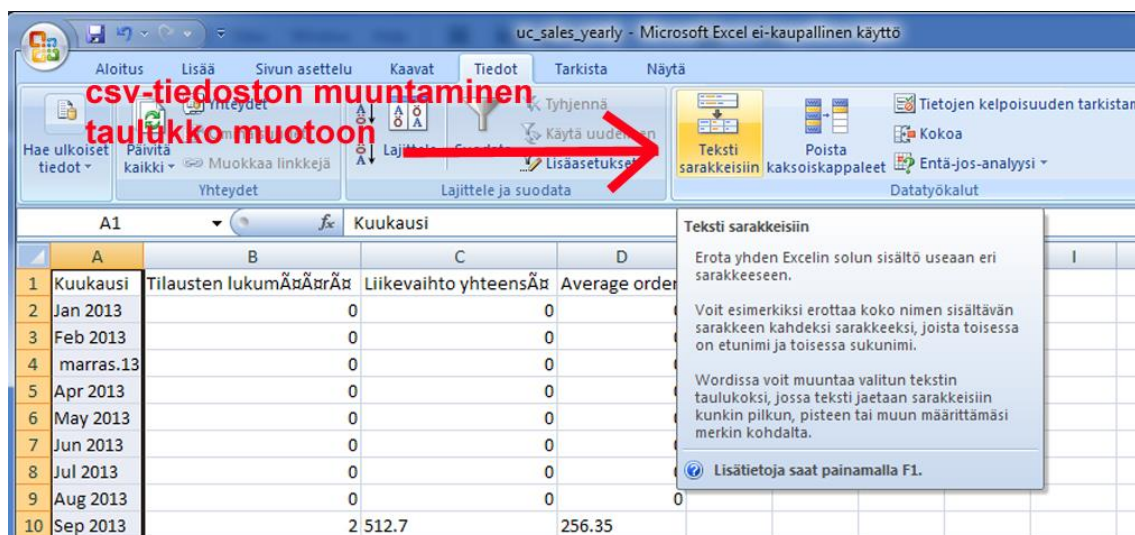 uc_sales_yearly - Microsoft Excel ei-kaupallinen käyttö
Aloitus Lisää Sivun asettelu Kaavat Tiedot Tarkista Näytä
csv-tiedoston muuntaminen
taulukko muotoon
Yhteydet
Muokkaa linkkejä
Hae ulkoiset
tiedot
Päivitä
kaikki
Yhteydet
Lajittele
Tyhjennä
Käytä
Lisäasetukset
Lajittele ja suodata
Teksti
sarakkeisiin
Poista
kaksoiskappaleet
Tietojen kelpoisuuden tarkistam
Kokoa
Entä-jos-analyysi
Datatyökalut
A1 fx Kuukausi
A B C D I
1 Kuukausi Tilausten lukumÃ¤Ã¤rÃ¤ Liikevaihto yhteensÃ¤ Average order
2 Jan 2013 0 0
3 Feb 2013 0 0
4 marras.13 0 0
5 Apr 2013 0 0
6 May 2013 0 0
7 Jun 2013 0 0
8 Jul 2013 0 0
9 Aug 2013 0 0 0
10 Sep 2013 2 512.7 256.35
Teksti sarakkeisiin
Erota yhden Excelin solun sisältö useaan eri
sarakkeeseen.
Voit esimerkiksi erottaa koko nimen sisältävän
sarakkeen kahdeksi sarakkeeksi, joista toisessa
on etunimi ja toisessa sukunimi.
Wordissa voit muuntaa valitun tekstin
taulukoksi, jossa teksti jaetaan sarakkeisiin
kunkin pilkun, pisteen tai muun määrittämäsi
merkin kohdalta.
Lisätietoja saat painamalla F1.